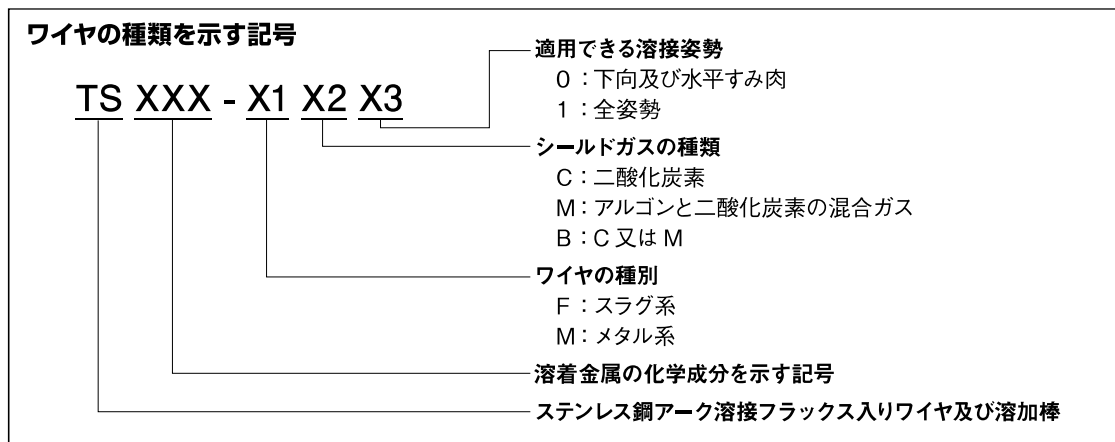 ワイヤの種類を示す記号
TS XXX - X1 X2 X3
適用できる溶接姿勢
0：下向及び水平すみ肉
1：全姿勢
シールドガスの種類
C：二酸化炭素
M：アルゴンと二酸化炭素の混合ガス
B：C又はM
ワイヤの種別
F：スラグ系
M：メタル系
溶着金属の化学成分を示す記号
ステンレス鋼アーク溶接フラックス入りワイヤ及び溶加棒